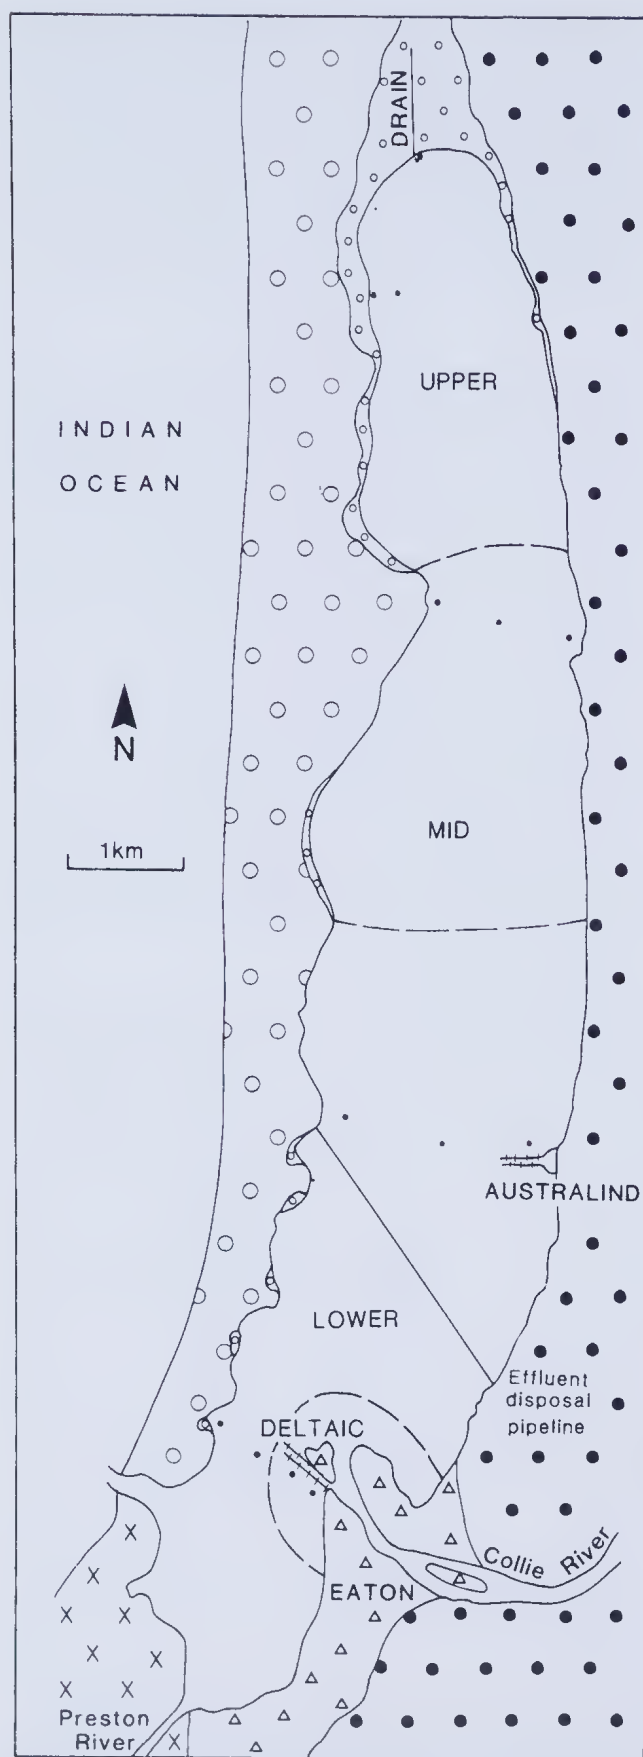 DRAIN
UPPER
INDIAN
OCEAN
N
1km
MID
AUSTRALIND
LOWER
Effluent
disposal
pipeline
DELTAIC
Collie River
EATON
Preston
River